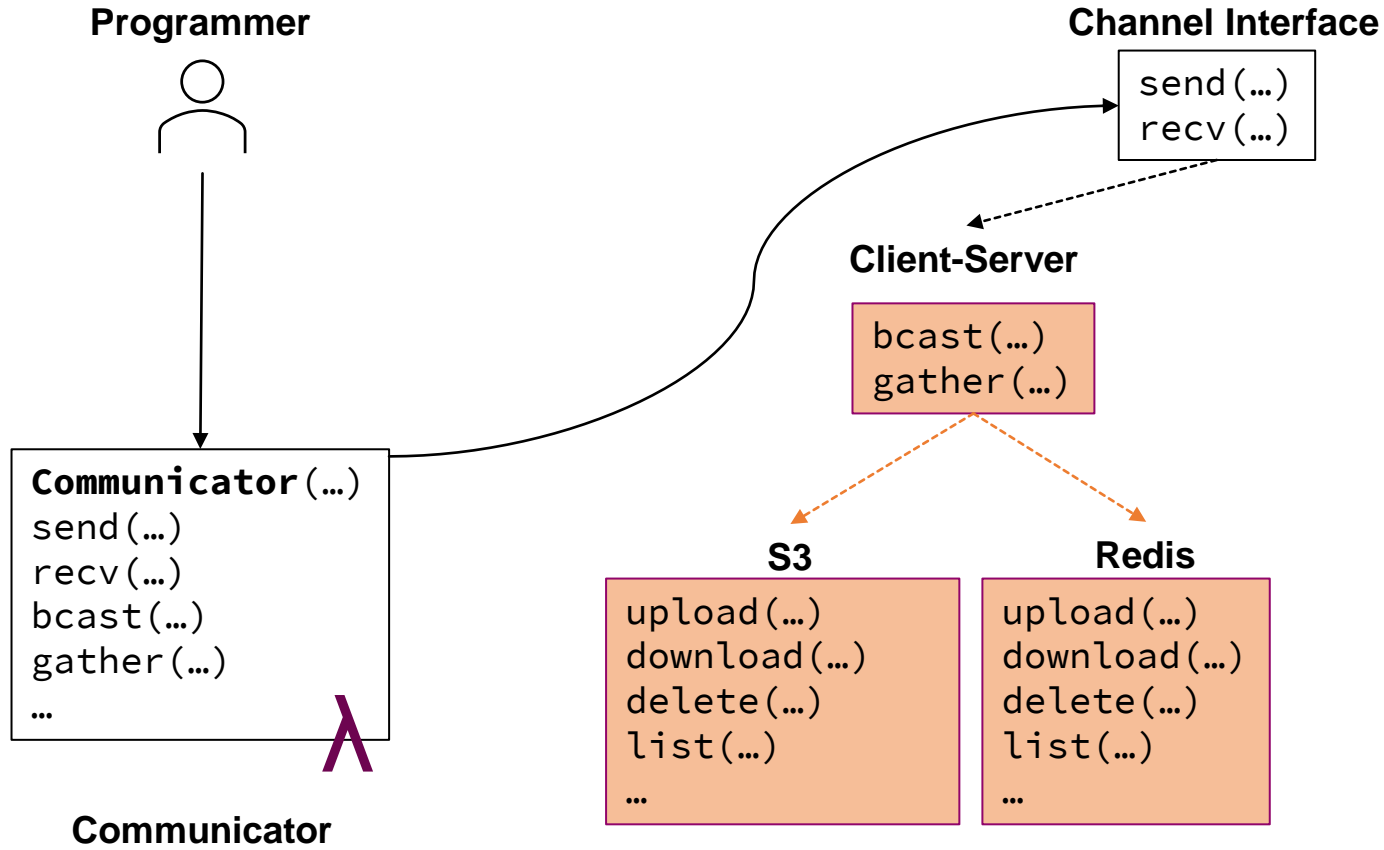 Programmer
Channel Interface
send(…)
recv(…)
Client-Server
bcast(…)
gather(…)
Communicator(…)
send(…)
recv(…)
bcast(…)
gather(…)
…
λ
Communicator
S3
upload(…)
download(…)
delete(…)
list(…)
…
Redis
upload(…)
download(…)
delete(…)
list(…)
…